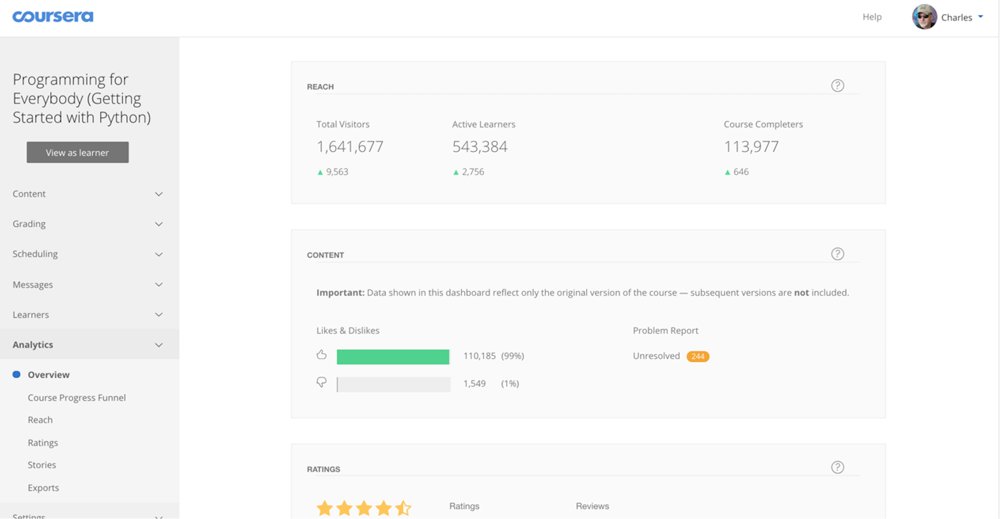 coursera
Help
Charles
Programming for
Everybody (Getting
Started with Python)
View as learner
Content
Grading
Scheduling
Messages
Learners
Analytics
Overview
Course Progress Funnel
Reach
Ratings
Stories
Exports
Settings
REACH
?
Total Visitors Active Learners Course Completers
1,641,677 543,384 113,977
▲ 9,563 ▲ 2,756 ▲ 646
CONTENT
?
Important: Data shown in this dashboard reflect only the original version of the course — subsequent versions are not included.
Likes & Dislikes Problem Report
110,185 (99%) Unresolved 244
1,549 (1%)
RATINGS
?
Ratings Reviews